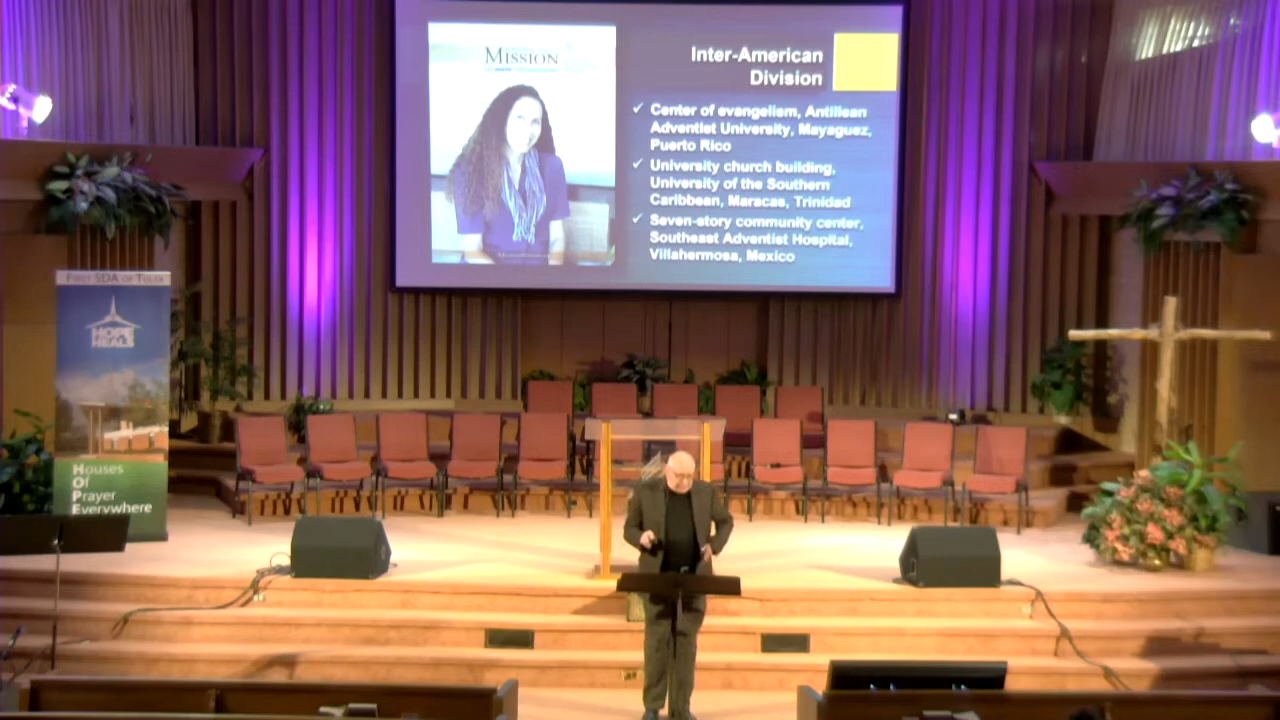 MISSION
Inter-American
Division
✓ Center of evangelism, Antillean
Adventist University, Mayaguez,
Puerto Rico
✓ University church building,
University of the Southern
Caribbean, Maracas, Trinidad
✓ Seven-story community center,
Southeast Adventist Hospital,
Villahermosa, Mexico
FIRST SDA OF TULSA
HOPE
HEALS
Houses
Of
Prayer
Everywhere